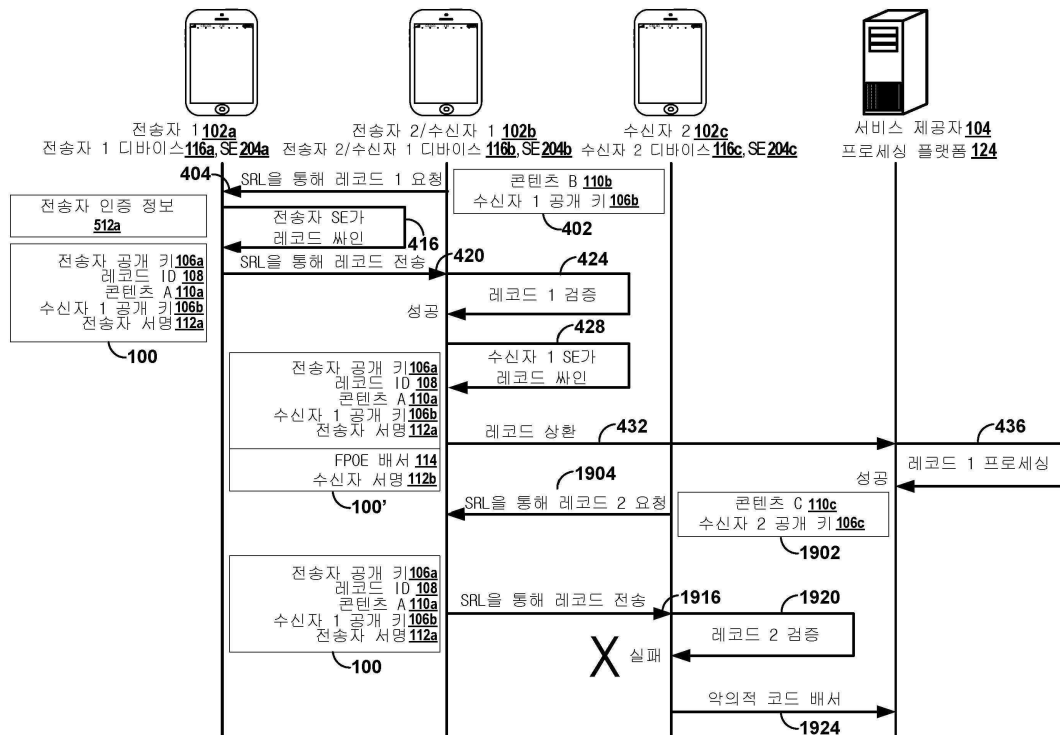 전송자 1 102a
전송자 1 디바이스 116a, SE 204a
전송자 2/수신자 1 102b
전송자 2/수신자 1 디바이스 116b, SE 204b
수신자 2 102c
수신자 2 디바이스 116c, SE 204c
서비스 제공자 104
프로세싱 플랫폼 124
404
SRL을 통해 레코드 1 요청
콘텐츠 B 110b
수신자 1 공개 키 106b
402
전송자 인증 정보
512a
전송자 SE가
레코드 싸인
416
전송자 공개 키 106a
레코드 ID 108
콘텐츠 A 110a
수신자 1 공개 키 106b
전송자 서명 112a
100
SRL을 통해 레코드 전송
420
424
레코드 1 검증
성공
428
수신자 1 SE가
레코드 싸인
전송자 공개 키 106a
레코드 ID 108
콘텐츠 A 110a
수신자 1 공개 키 106b
전송자 서명 112a
FPOE 배서 114
수신자 서명 112b
100’
레코드 상환
432
436
레코드 1 프로세싱
성공
1904
SRL을 통해 레코드 2 요청
콘텐츠 C 110c
수신자 2 공개 키 106c
1902
전송자 공개 키 106a
레코드 ID 108
콘텐츠 A 110a
수신자 1 공개 키 106b
전송자 서명 112a
100
SRL을 통해 레코드 전송
1916
1920
레코드 2 검증
X 실패
악의적 코드 배서
1924